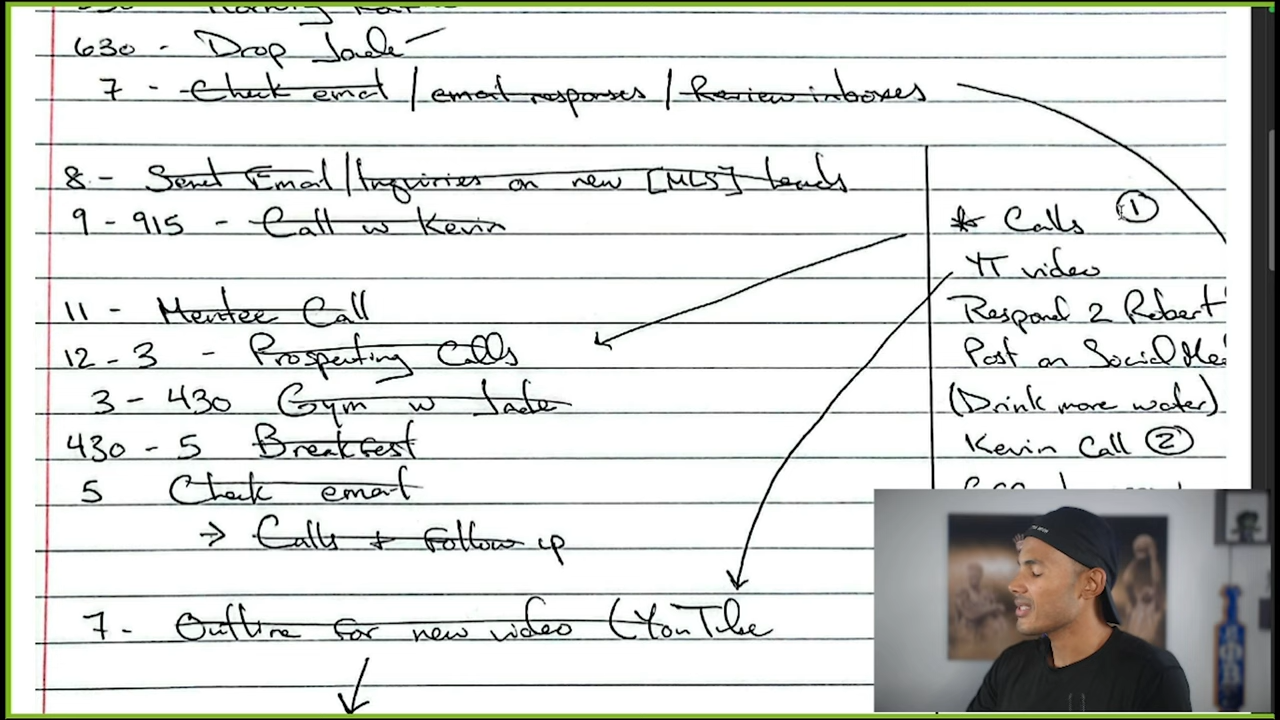 630 - Drop Jade
7 - Check email / email responses / Review inboxes
8 - Send Email / Inquiries on new [MLS] leads
9 - 915 - Call w Kevin
11 - Mentee Call
12 - 3 - Prospecting Calls
3 - 430 Gym w Jade
430 - 5 Breakfast
5 Check email
→ Calls + Follow up
7 - Outline for new video (YouTube
* Calls ①
YT video
Respond 2 Robert
Post on Social Me
(Drink more water)
Kevin Call ②